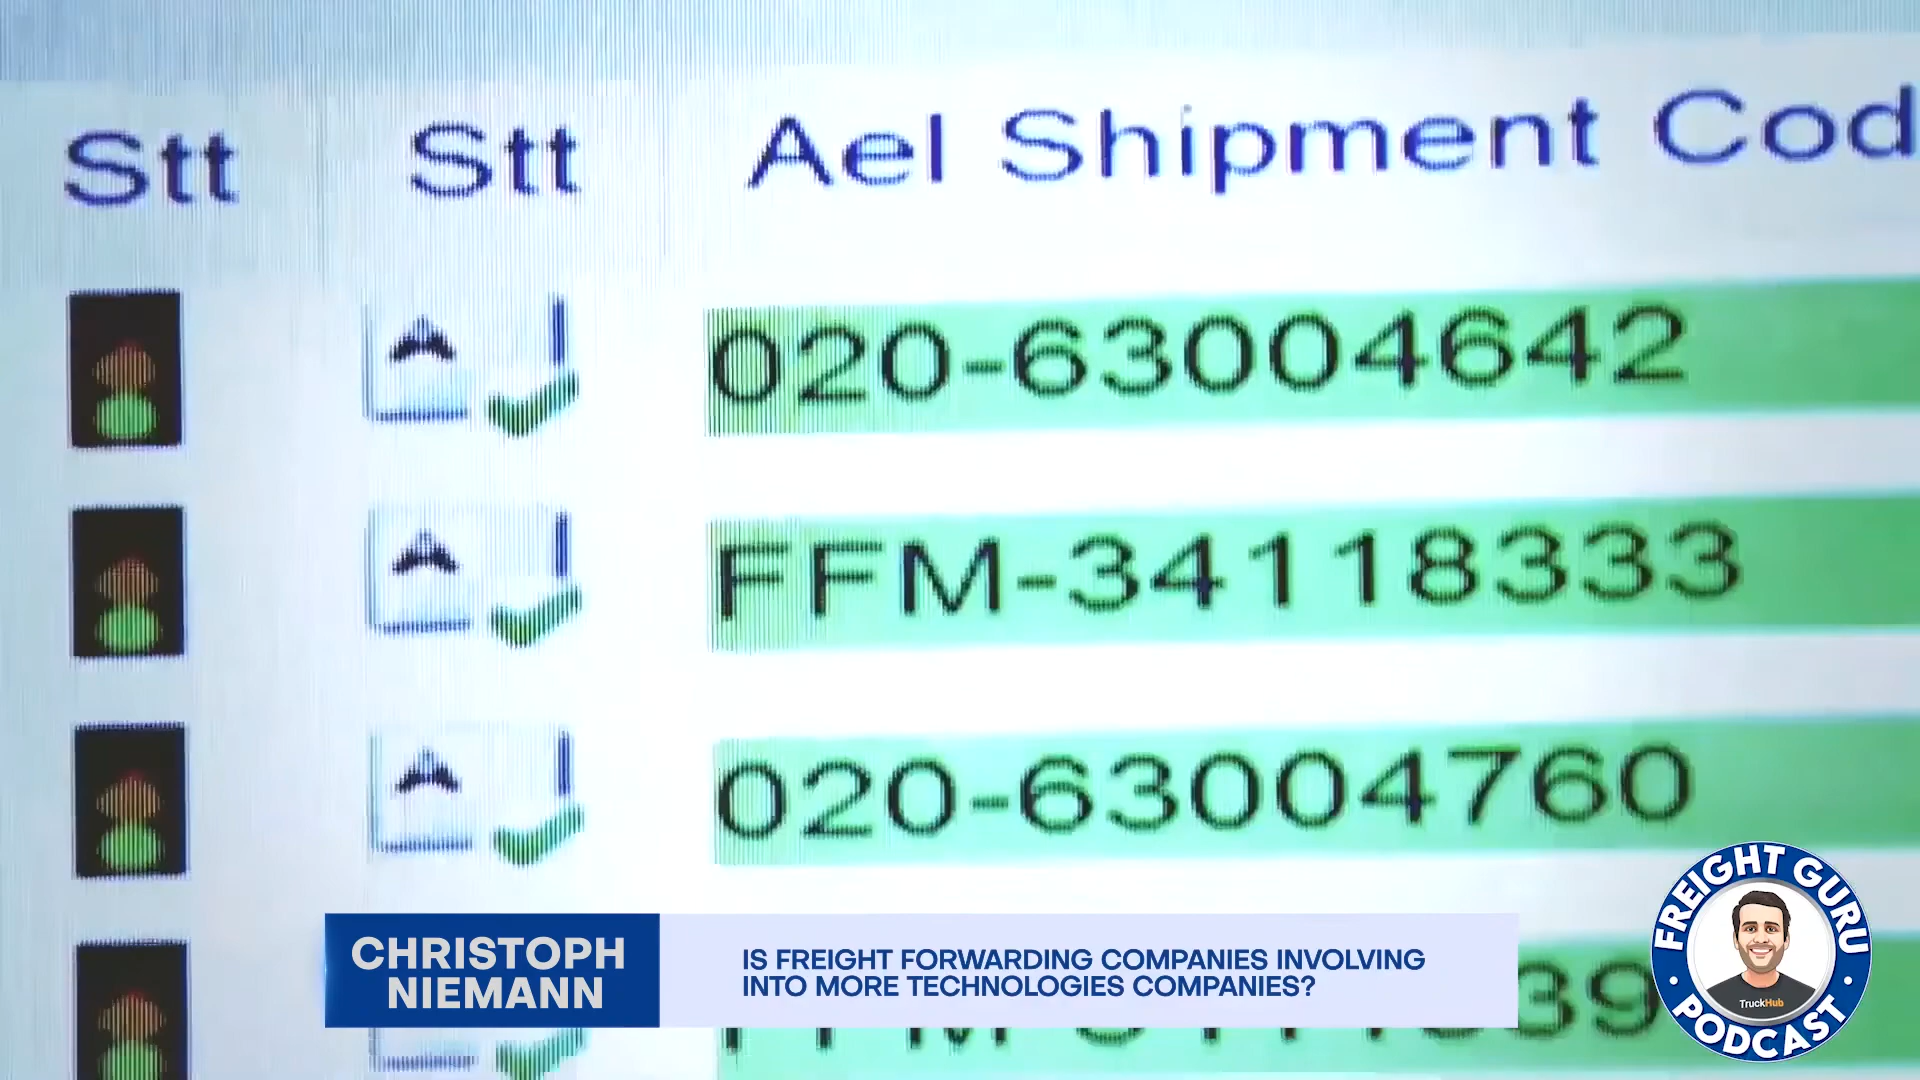 Stt Stt Ael Shipment Cod
020-63004642
FFM-34118333
020-63004760
CHRISTOPH
NIEMANN
IS FREIGHT FORWARDING COMPANIES INVOLVING
INTO MORE TECHNOLOGIES COMPANIES?
FREIGHT GURU
TruckHub
PODCAST